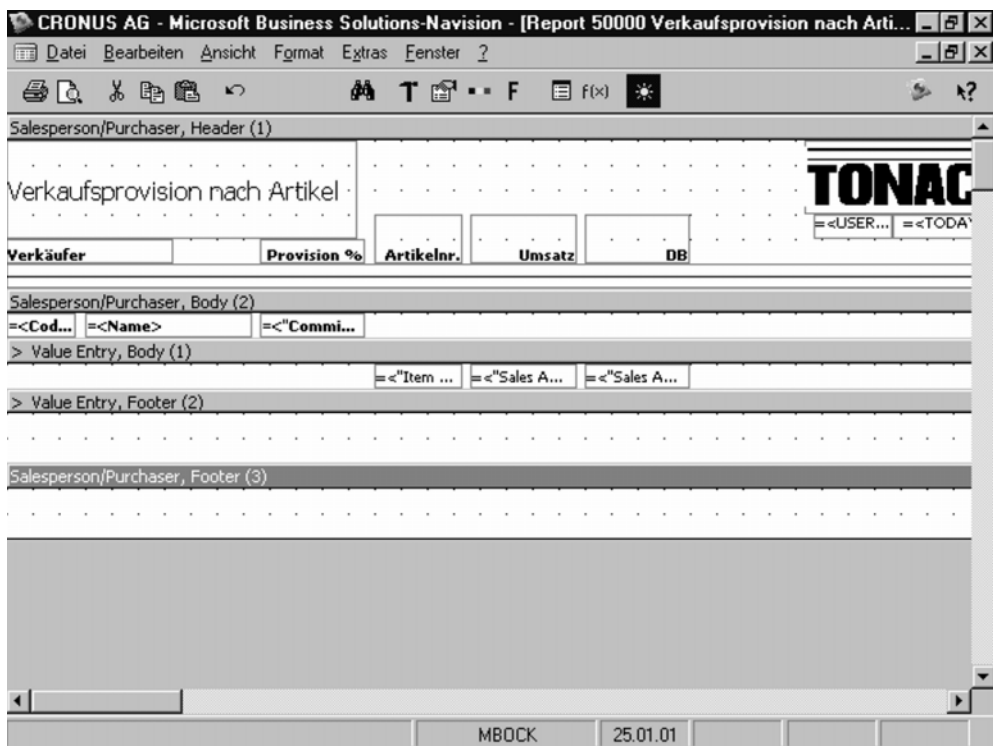 CRONUS AG - Microsoft Business Solutions-Navision - [Report 50000 Verkaufsprovision nach Arti...
Datei Bearbeiten Ansicht Format Extras Fenster ?
T F f(x) ?
Salesperson/Purchaser, Header (1)
Verkaufsprovision nach Artikel
TONAC
=<USER... =<TODAY
Verkäufer Provision % Artikelnr. Umsatz DB
Salesperson/Purchaser, Body (2)
=<Cod... =<Name> =<"Commi...
> Value Entry, Body (1)
=<"Item ... =<"Sales A... =<"Sales A...
> Value Entry, Footer (2)
Salesperson/Purchaser, Footer (3)
MBOCK 25.01.01